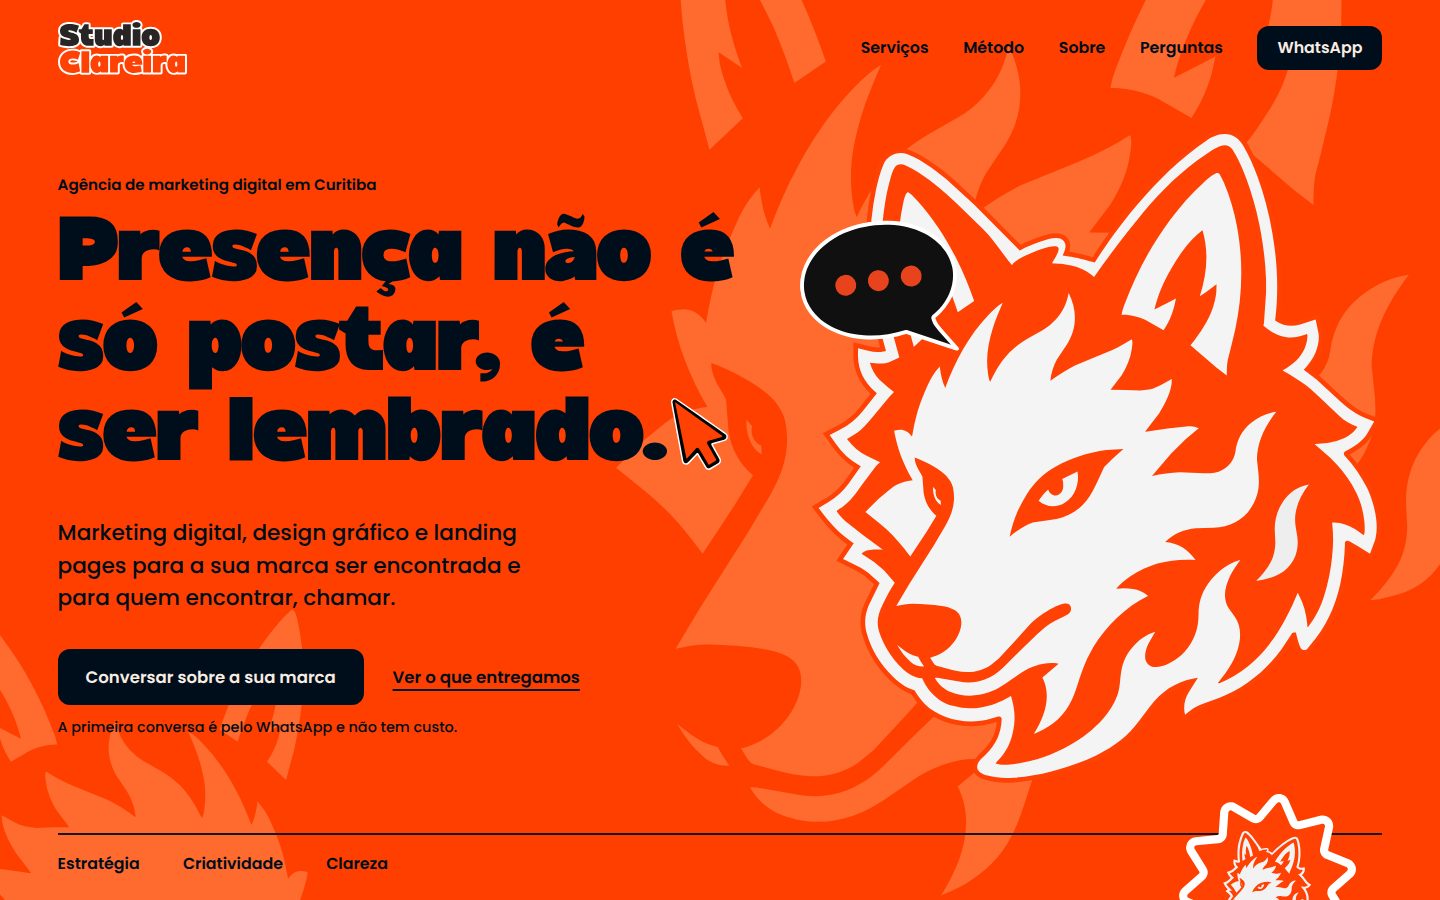 Studio
Clareira
Serviços
Método
Sobre
Perguntas
WhatsApp
Agência de marketing digital em Curitiba
Presença não é
só postar, é
ser lembrado.
Marketing digital, design gráfico e landing
pages para a sua marca ser encontrada e
para quem encontrar, chamar.
Conversar sobre a sua marca
Ver o que entregamos
A primeira conversa é pelo WhatsApp e não tem custo.
Estratégia
Criatividade
Clareza